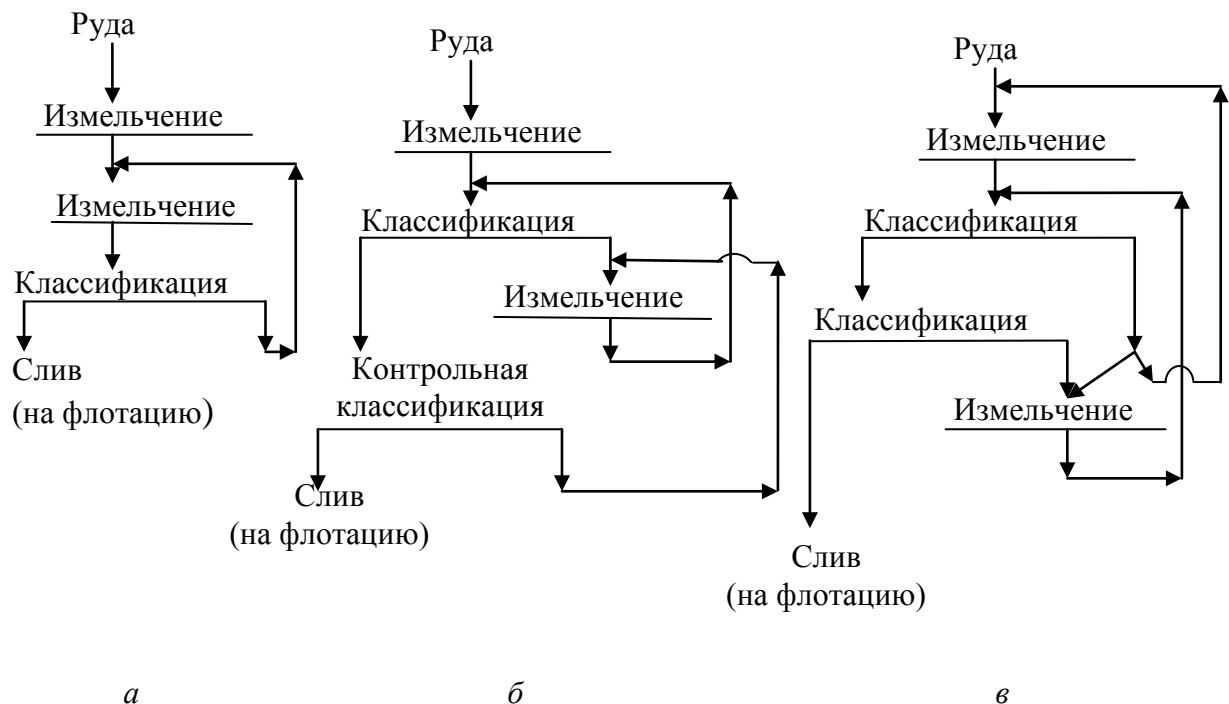 Руда
Измельчение
Измельчение
Классификация
Слив
(на флотацию)
Руда
Измельчение
Классификация
Измельчение
Контрольная
классификация
Слив
(на флотацию)
Руда
Измельчение
Классификация
Классификация
Измельчение
Слив
(на флотацию)
а
б
в